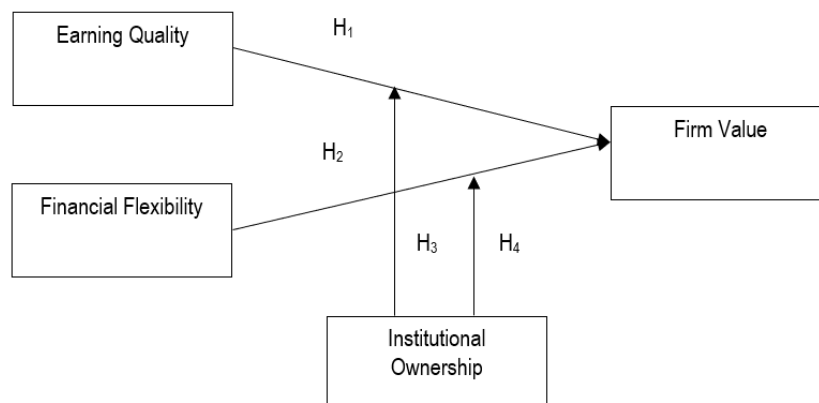 Earning Quality
H₁
Firm Value
H₂
Financial Flexibility
H₃
H₄
Institutional
Ownership